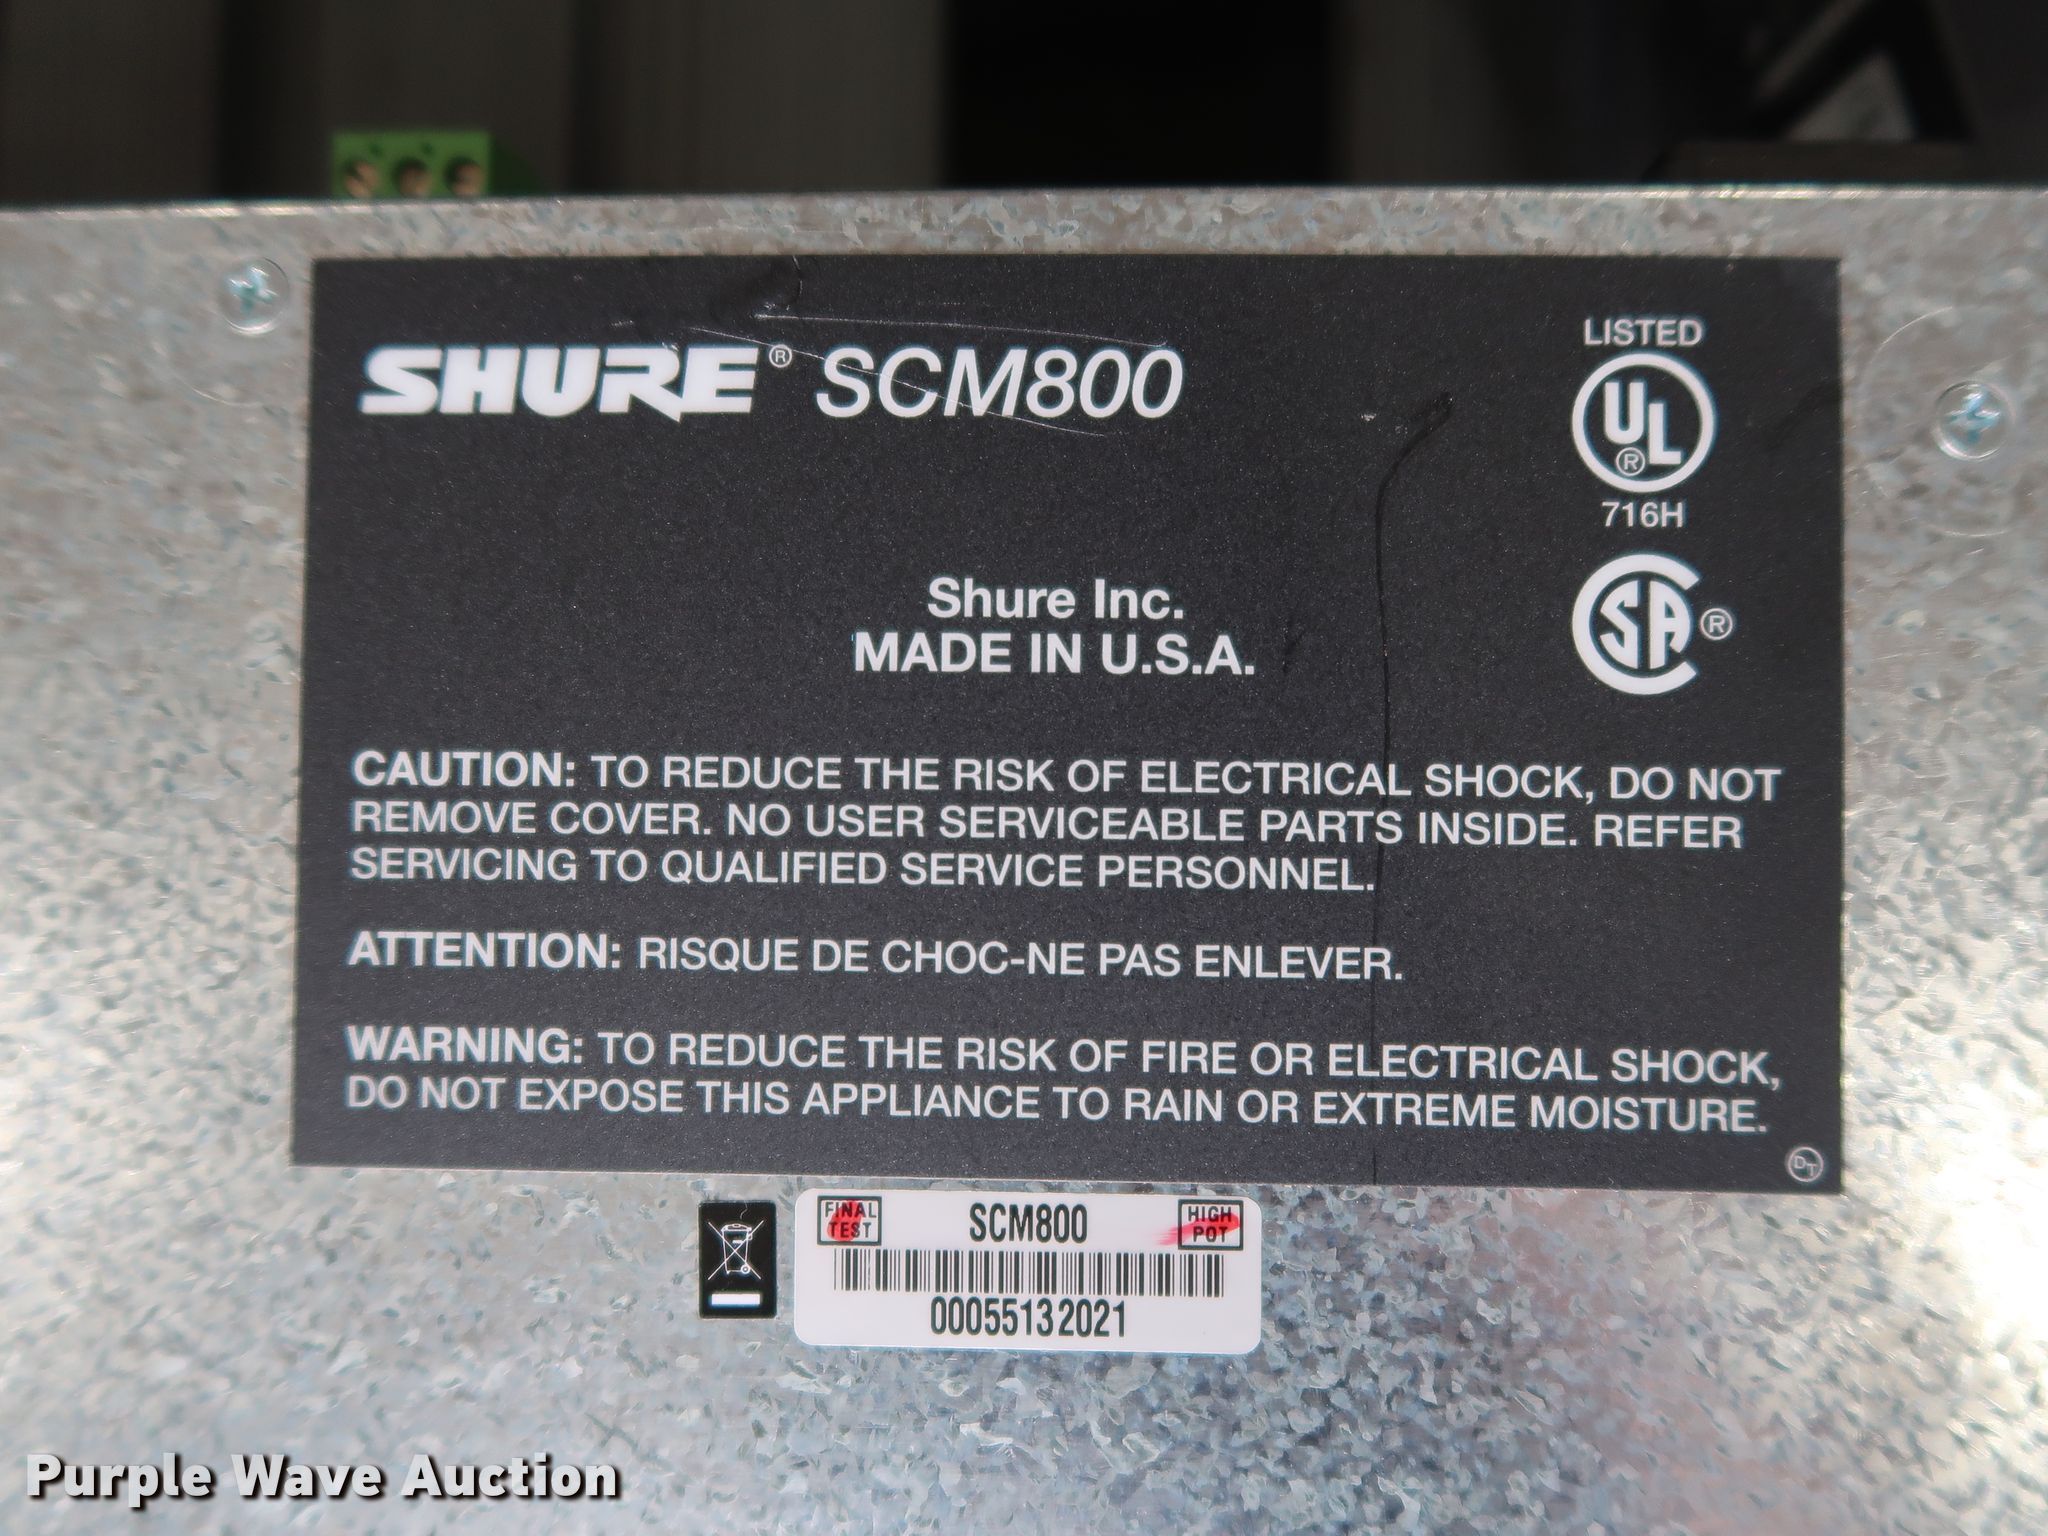 SHURE® SCM800
LISTED
UL®
716H
SA®
Shure Inc.
MADE IN U.S.A.
CAUTION: TO REDUCE THE RISK OF ELECTRICAL SHOCK, DO NOT
REMOVE COVER. NO USER SERVICEABLE PARTS INSIDE. REFER
SERVICING TO QUALIFIED SERVICE PERSONNEL.
ATTENTION: RISQUE DE CHOC-NE PAS ENLEVER.
WARNING: TO REDUCE THE RISK OF FIRE OR ELECTRICAL SHOCK,
DO NOT EXPOSE THIS APPLIANCE TO RAIN OR EXTREME MOISTURE.
DT
FINAL
TEST
SCM800
HIGH
POT
00055132021
Purple Wave Auction